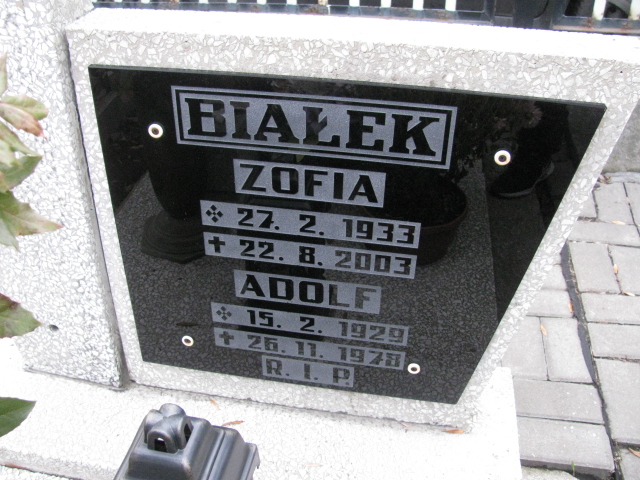 BIAŁEK
ZOFIA
27. 2. 1933
✝ 22. 8. 2003
ADOLF
15. 2. 1929
✝ 26. 11. 1978
R. I. P.